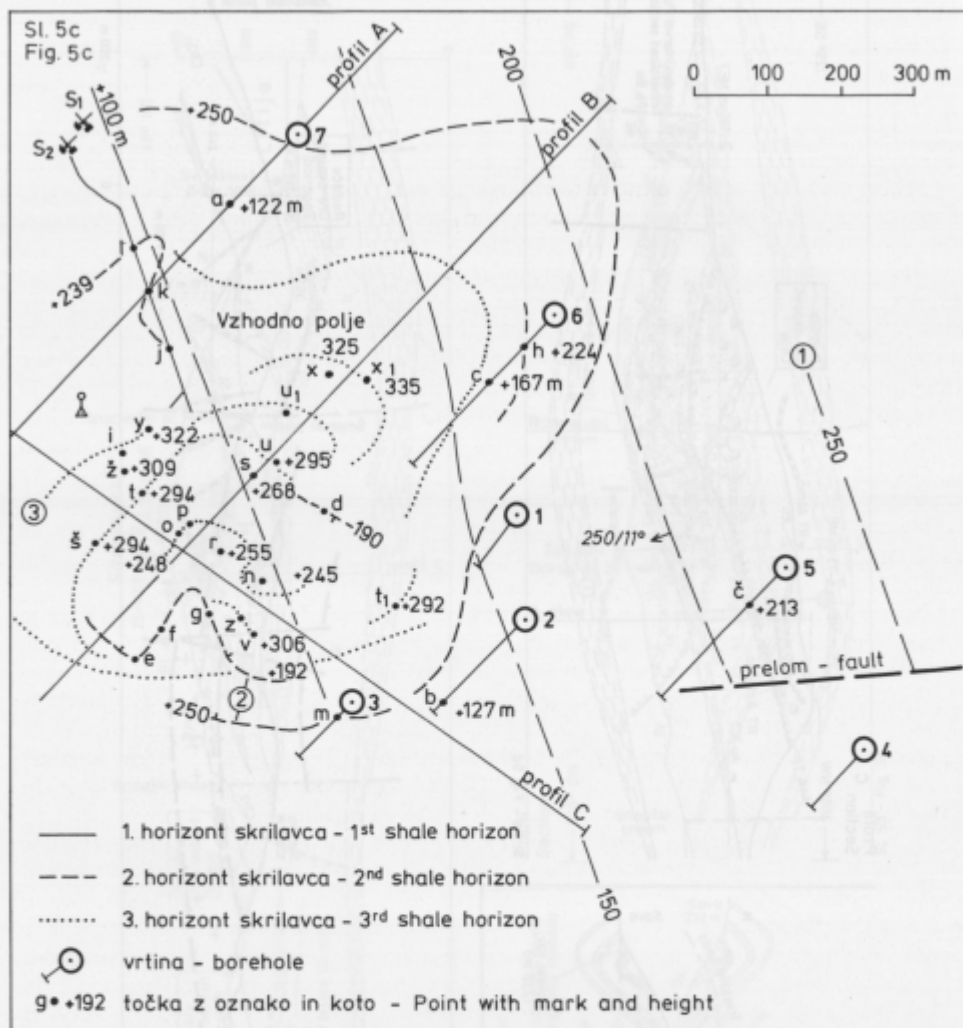 Sl. 5c
Fig. 5c
profil A
200
0 100 200 300 m
S1
S2
+100 m
250
7
profil B
a +122 m
l
239
k
Vzhodno polje
6
325
h +224
j
x
x1
335
c
+167 m
1
u1
y
+322
i
ž +309
u
+295
250
s
+268
t +294
3
p
d
190
1
o
250/11°
š +294
r +255
5
+248
n
+245
č
+213
t1 +292
2
g
z
f
v +306
e
+192
prelom - fault
2
b
+127 m
3
+250
m
4
profil C
1. horizont skrilavca - 1st shale horizon
2. horizont skrilavca - 2nd shale horizon
3. horizont skrilavca - 3rd shale horizon
150
vrtina - borehole
g +192 točka z oznako in koto - Point with mark and height